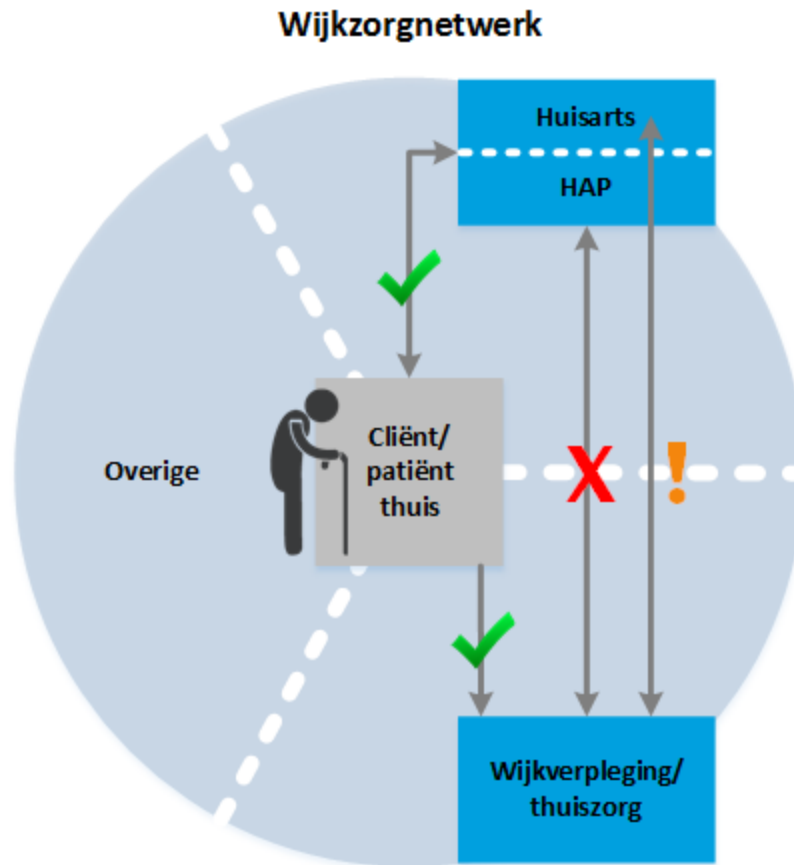 Wijkzorgnetwerk
Huisarts
HAP
Cliënt/
patiënt
thuis
Overige
X
!
Wijkverpleging/
thuiszorg